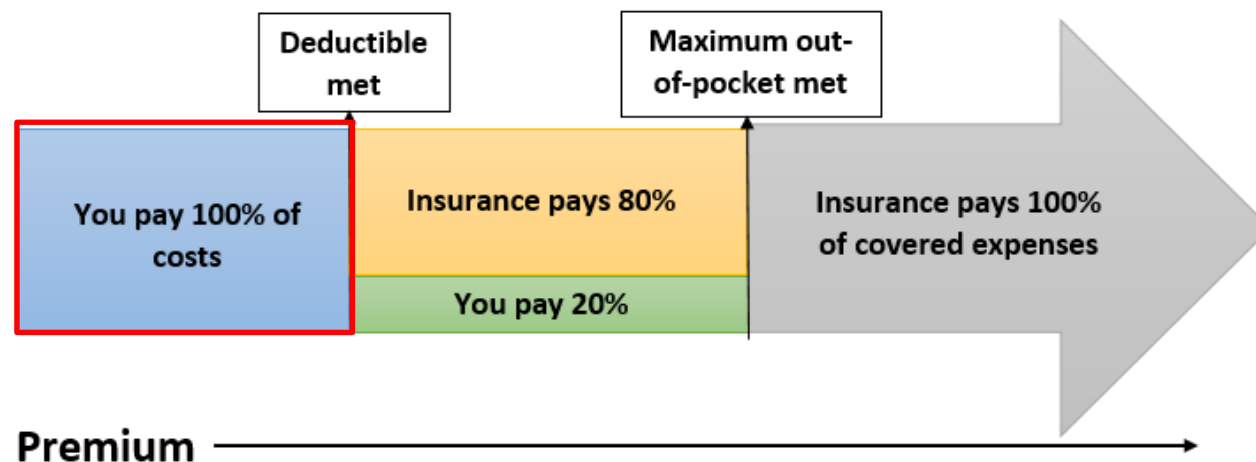 Deductible
met
Maximum out-
of-pocket met
You pay 100% of
costs
Insurance pays 80%
You pay 20%
Insurance pays 100%
of covered expenses
Premium